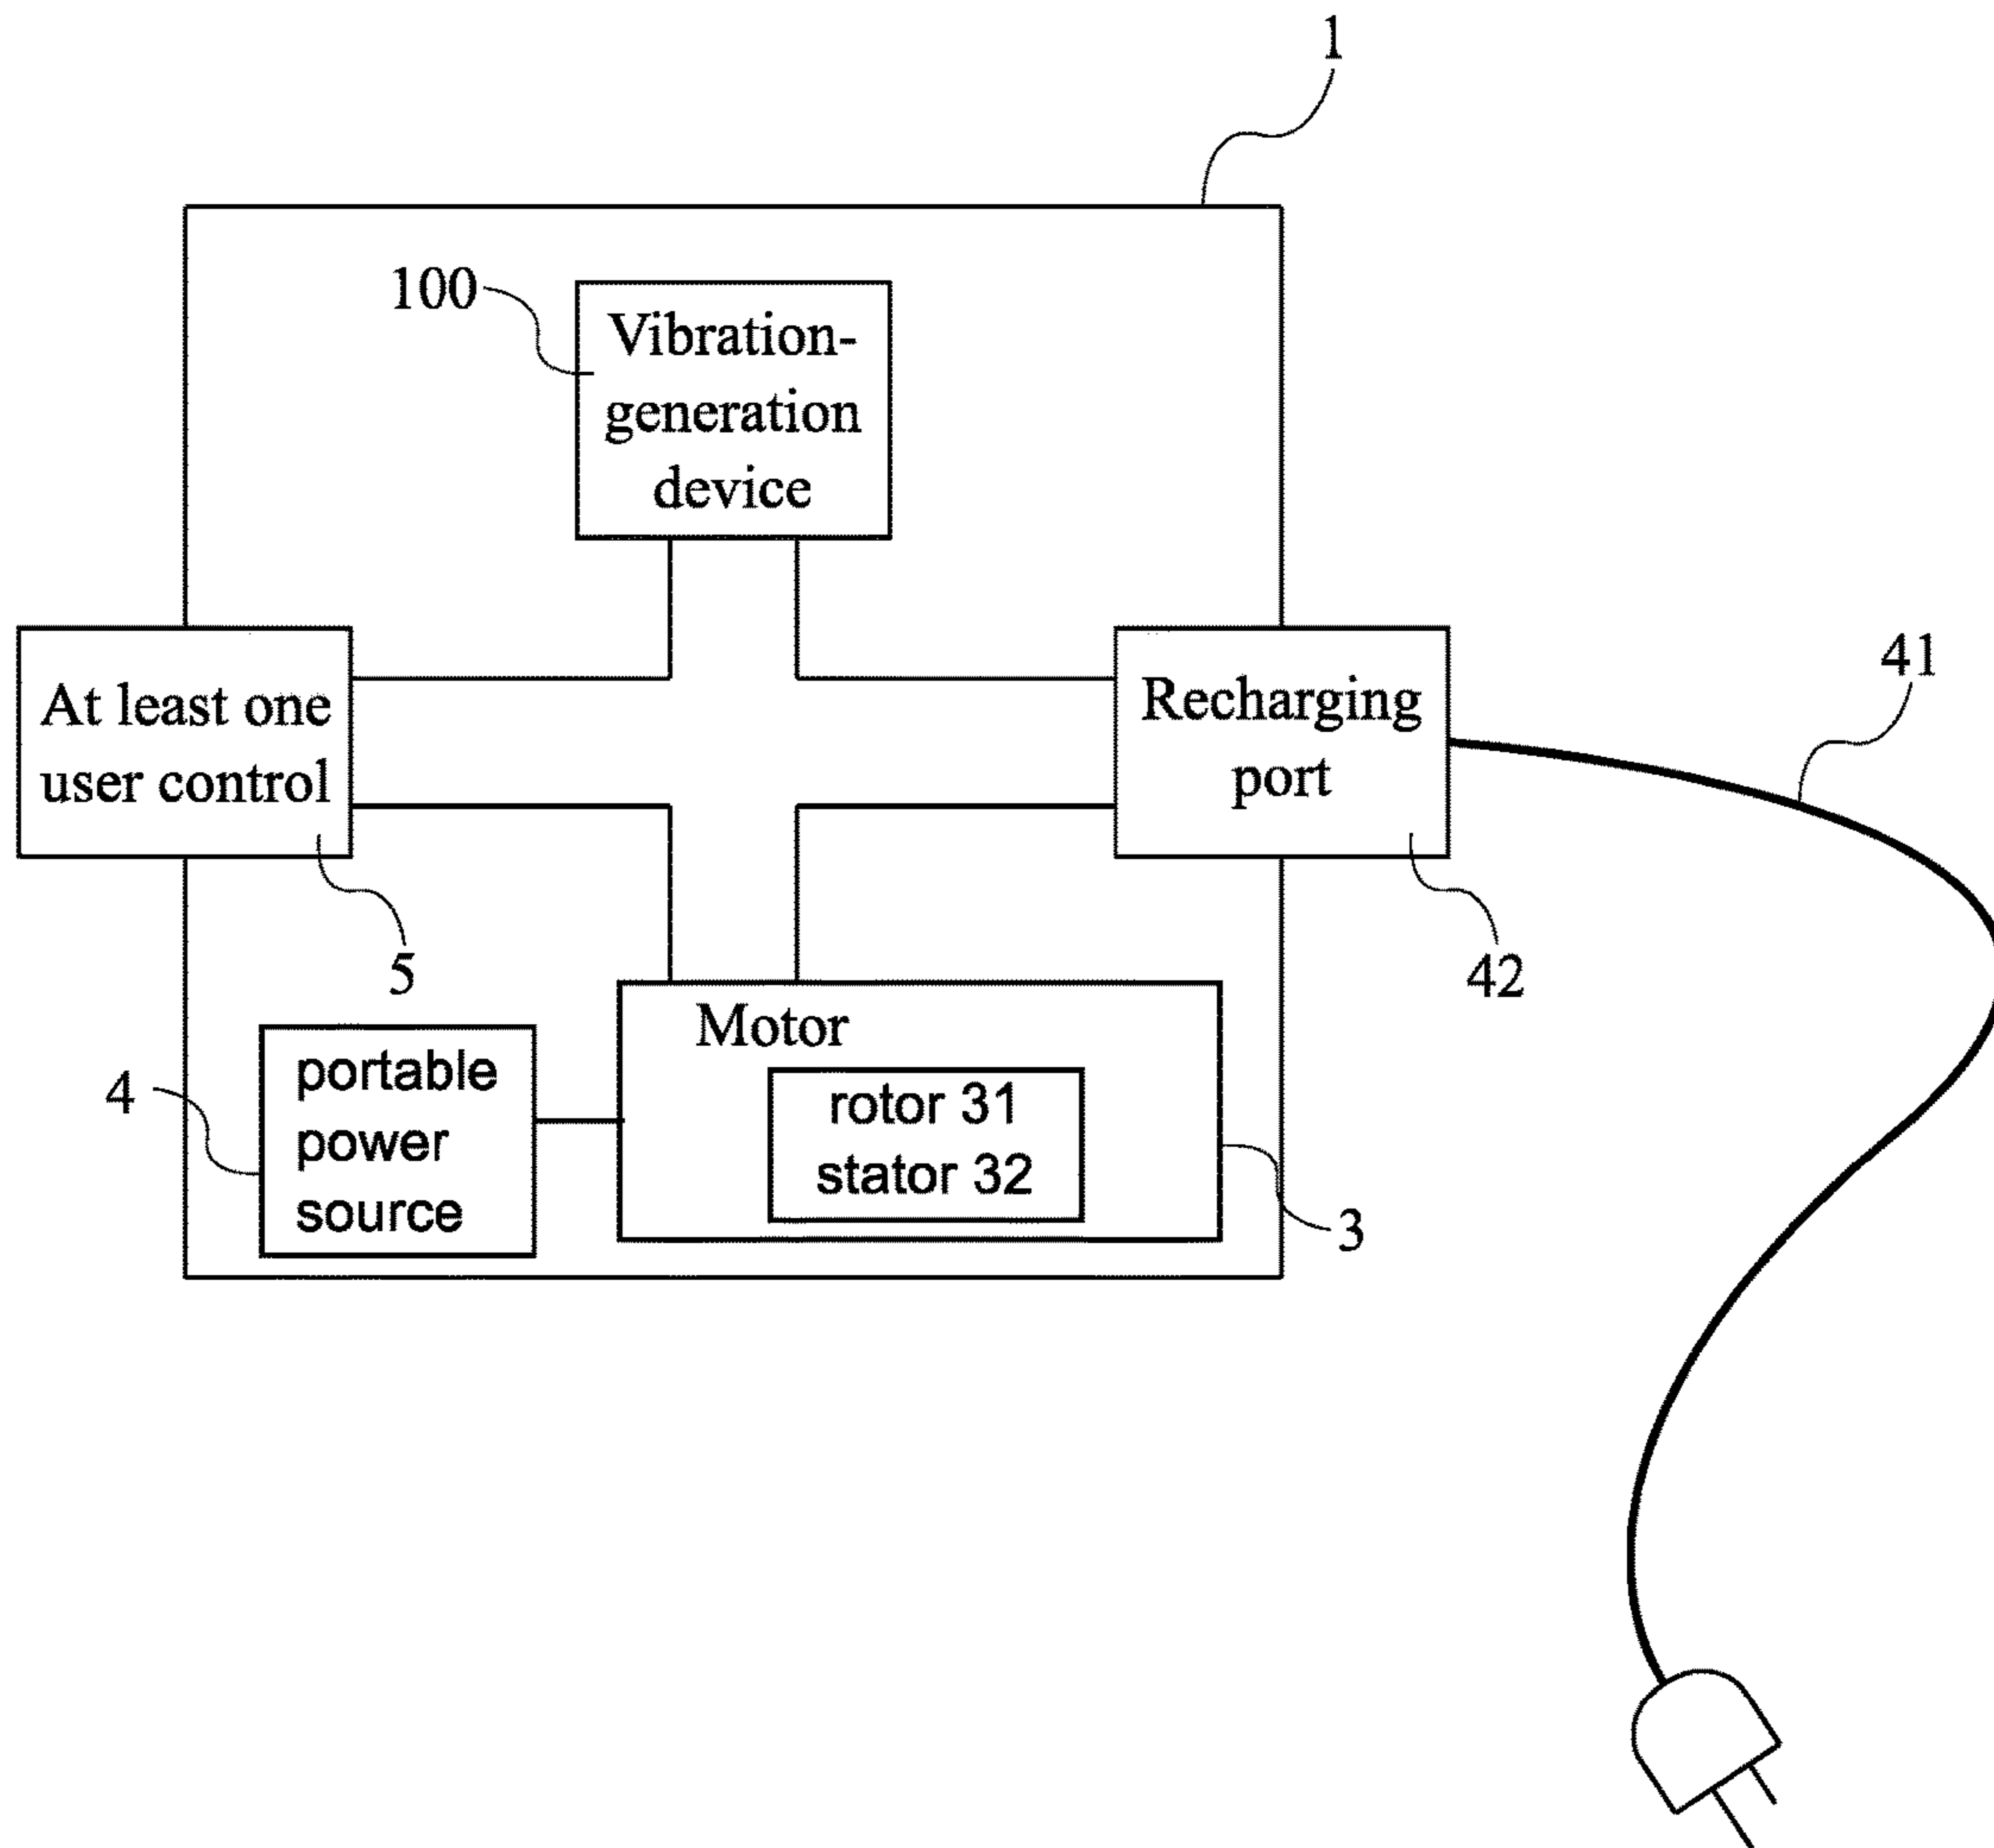 1
100
Vibration-
generation
device
At least one
user control
5
Recharging
port
42
41
4
portable
power
source
Motor
rotor 31
stator 32
3